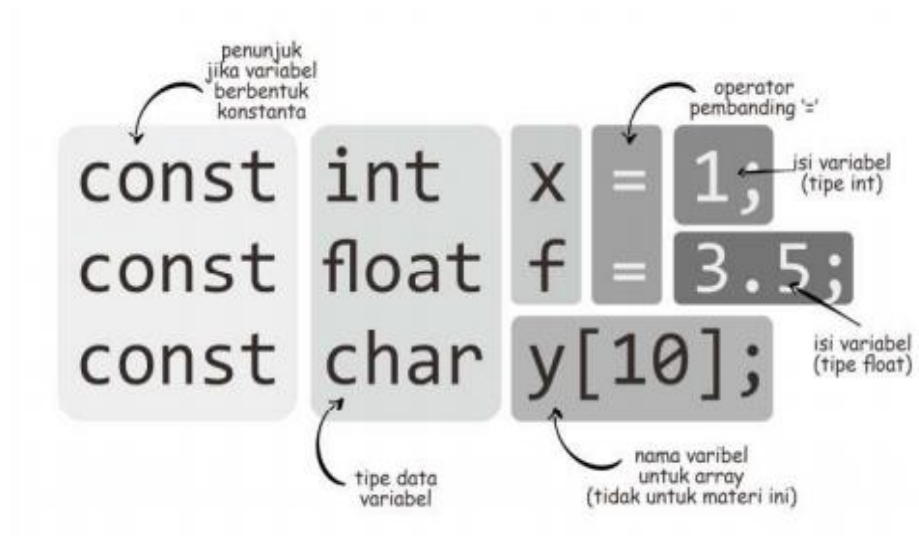 penunjuk
jika variabel
berbentuk
konstanta
operator
pembanding '='
const int x = 1;
isi variabel
(tipe int)
const float f = 3.5;
isi variabel
(tipe float)
const char y[10];
tipe data
variabel
nama varibel
untuk array
(tidak untuk materi ini)